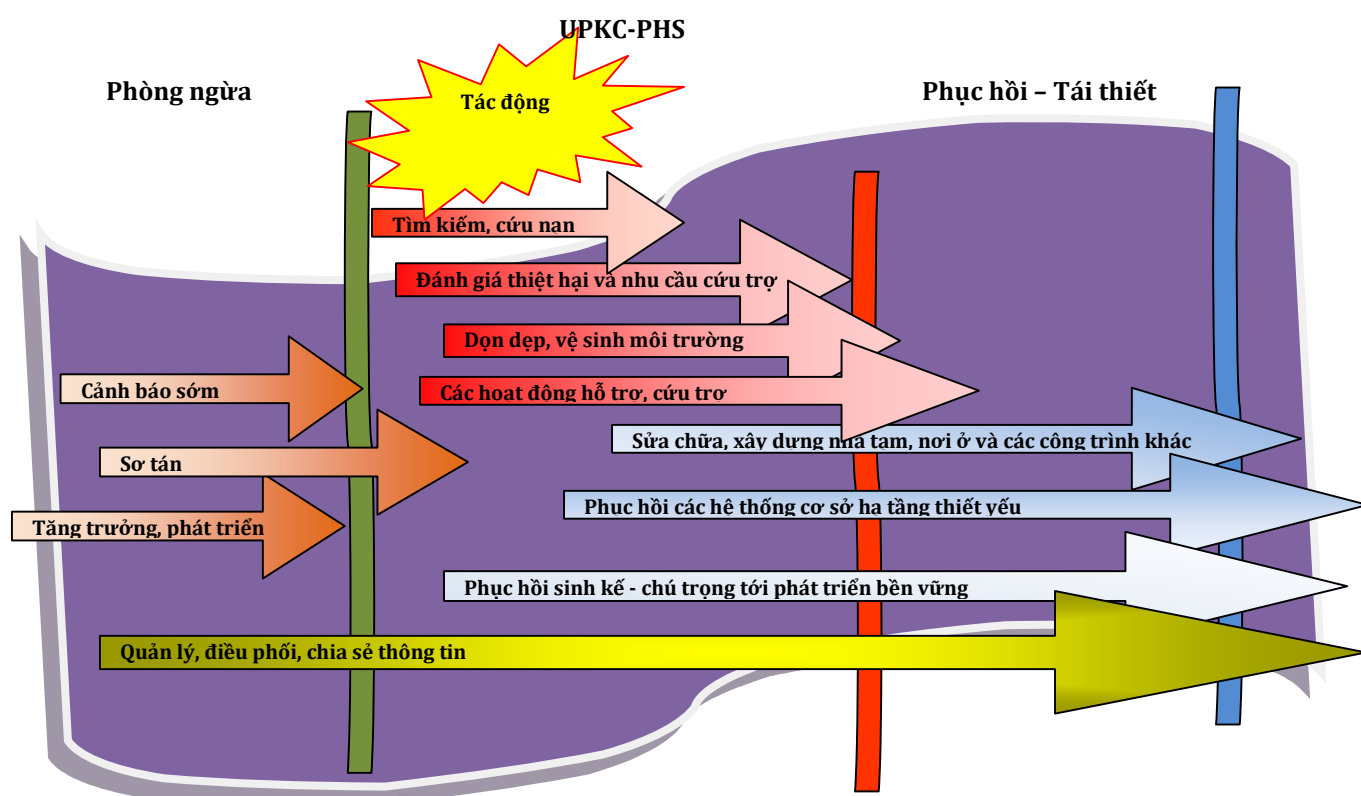 UPKC-PHS
Phòng ngừa
Tác động
Phục hồi – Tái thiết
Tìm kiếm, cứu nạn
Đánh giá thiệt hại và nhu cầu cứu trợ
Dọn dẹp, vệ sinh môi trường
Cảnh báo sớm
Các hoạt động hỗ trợ, cứu trợ
Sửa chữa, xây dựng nhà tạm, nơi ở và các công trình khác
Sơ tán
Phục hồi các hệ thống cơ sở hạ tầng thiết yếu
Tăng trưởng, phát triển
Phục hồi sinh kế - chú trọng tới phát triển bền vững
Quản lý, điều phối, chia sẻ thông tin